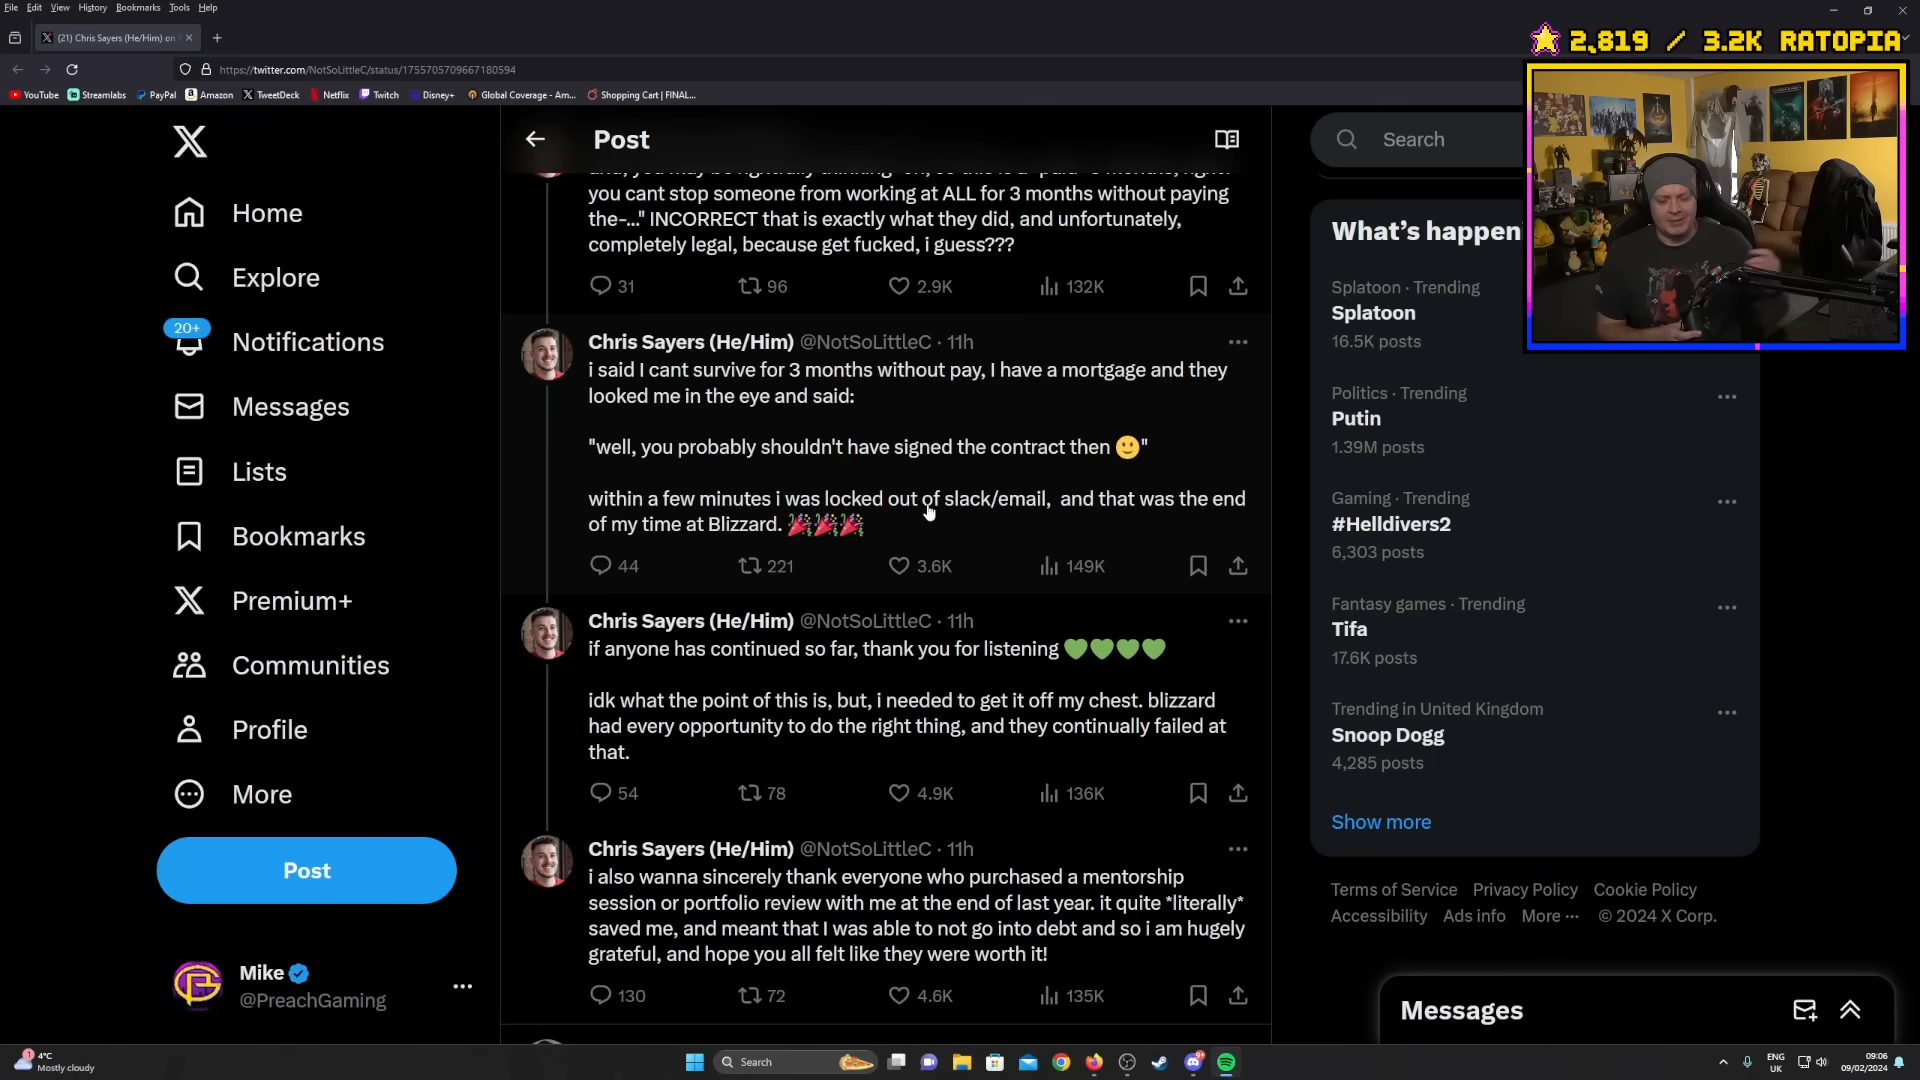 File Edit View History Bookmarks Tools Help
(21) Chris Sayers (He/Him) on
https://twitter.com/NotSoLittleC/status/1755705709667180594
YouTube Streamlabs PayPal Amazon TweetDeck Netflix Twitch Disney+ Global Coverage - Am... Shopping Cart | FINAL...
2,819 / 3.2K RATOPIA
Home
Explore
20+
Notifications
Messages
Lists
Bookmarks
Premium+
Communities
Profile
More
Post
Mike
@PreachGaming
Post
you cant stop someone from working at ALL for 3 months without paying
the-..." INCORRECT that is exactly what they did, and unfortunately,
completely legal, because get fucked, i guess???
31 96 2.9K 132K
Chris Sayers (He/Him) @NotSoLittleC · 11h
i said I cant survive for 3 months without pay, I have a mortgage and they
looked me in the eye and said:
"well, you probably shouldn't have signed the contract then 🙂"
within a few minutes i was locked out of slack/email, and that was the end
of my time at Blizzard. 🎉🎉🎉
44 221 3.6K 149K
Chris Sayers (He/Him) @NotSoLittleC · 11h
if anyone has continued so far, thank you for listening 💚💚💚💚
idk what the point of this is, but, i needed to get it off my chest. blizzard
had every opportunity to do the right thing, and they continually failed at
that.
54 78 4.9K 136K
Chris Sayers (He/Him) @NotSoLittleC · 11h
i also wanna sincerely thank everyone who purchased a mentorship
session or portfolio review with me at the end of last year. it quite *literally*
saved me, and meant that I was able to not go into debt and so i am hugely
grateful, and hope you all felt like they were worth it!
130 72 4.6K 135K
Search
What's happeni
Splatoon · Trending
Splatoon
16.5K posts
Politics · Trending
Putin
1.39M posts
Gaming · Trending
#Helldivers2
6,303 posts
Fantasy games · Trending
Tifa
17.6K posts
Trending in United Kingdom
Snoop Dogg
4,285 posts
Show more
Terms of Service Privacy Policy Cookie Policy
Accessibility Ads info More ··· © 2024 X Corp.
Messages
1
4°C
Mostly cloudy
Search
ENG
UK
09:06
09/02/2024